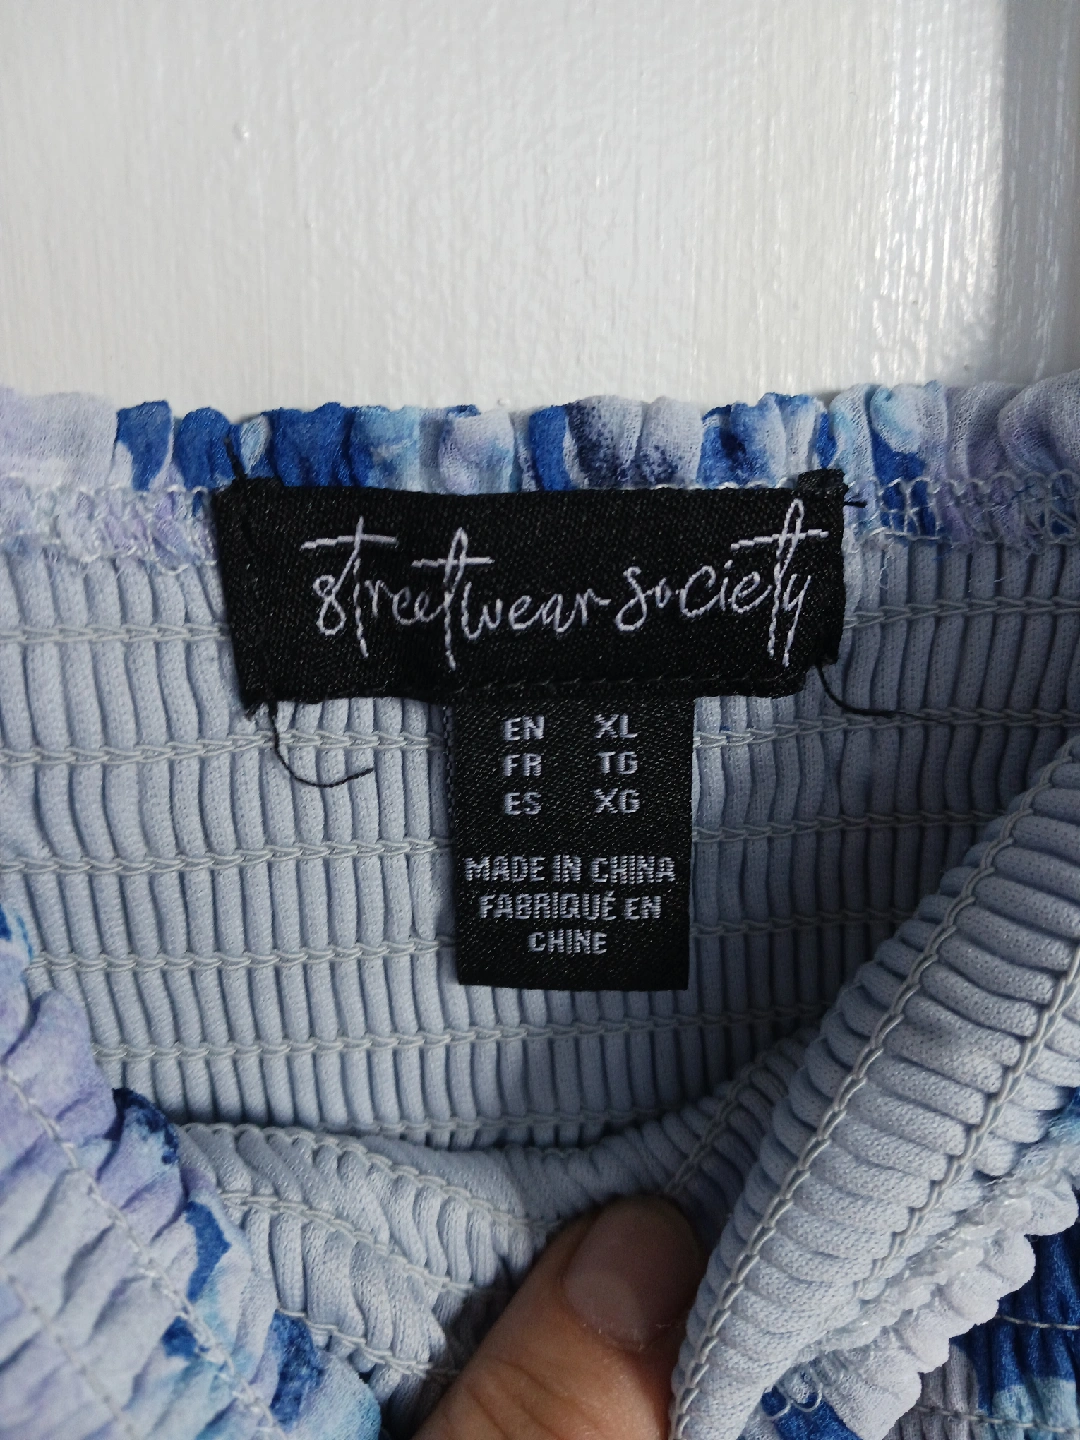 streetwear society
EN XL
FR TG
ES XG
MADE IN CHINA
FABRIQUÉ EN
CHINE